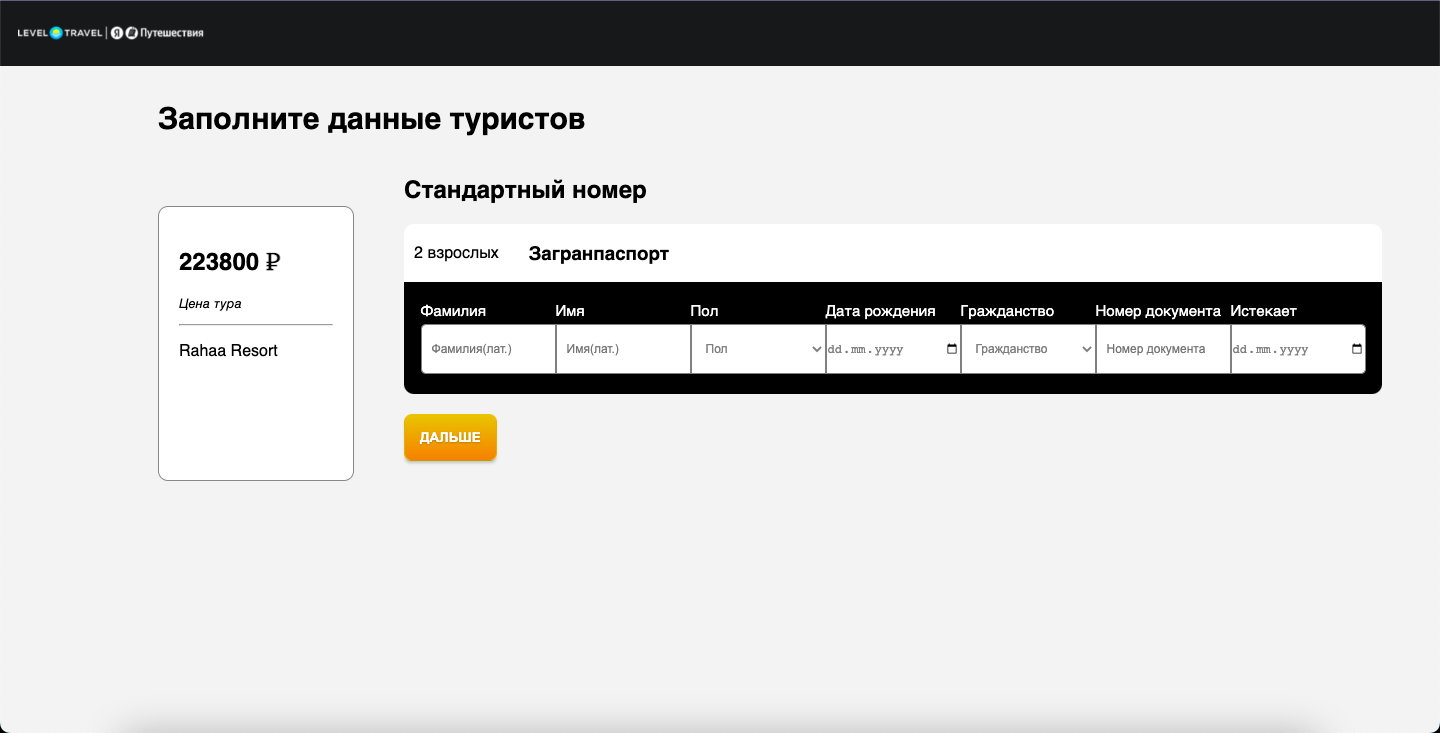 LEVEL TRAVEL | Я Путешествия
Заполните данные туристов
Стандартный номер
223800 ₽
Цена тура
Rahaa Resort
2 взрослых Загранпаспорт
Фамилия Имя Пол Дата рождения Гражданство Номер документа Истекает
Фамилия(лат.) Имя(лат.) Пол dd.mm.yyyy Гражданство Номер документа dd.mm.yyyy
ДАЛЬШЕ